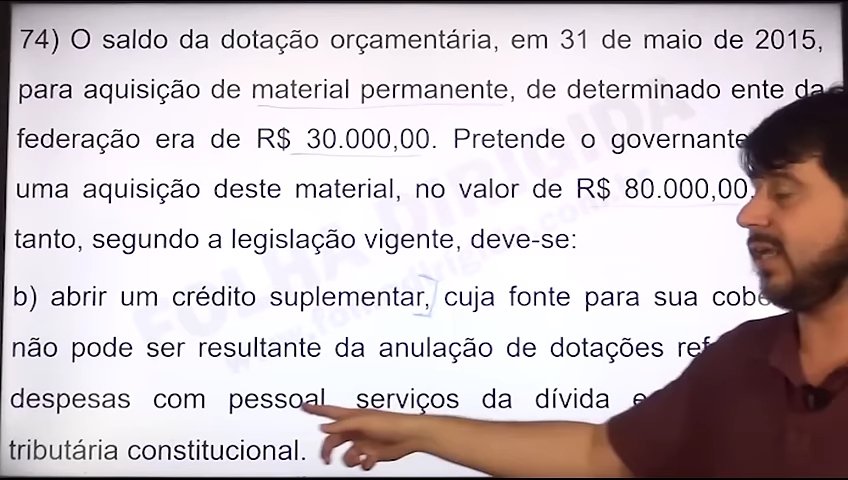 74) O saldo da dotação orçamentária, em 31 de maio de 2015,
para aquisição de material permanente, de determinado ente da
federação era de R$ 30.000,00. Pretende o governante
uma aquisição deste material, no valor de R$ 80.000,00.
tanto, segundo a legislação vigente, deve-se:
b) abrir um crédito suplementar, cuja fonte para sua
não pode ser resultante da anulação de dotações
despesas com pessoal, serviços da dívida e
tributária constitucional.
FOLHA DIRIGIDA